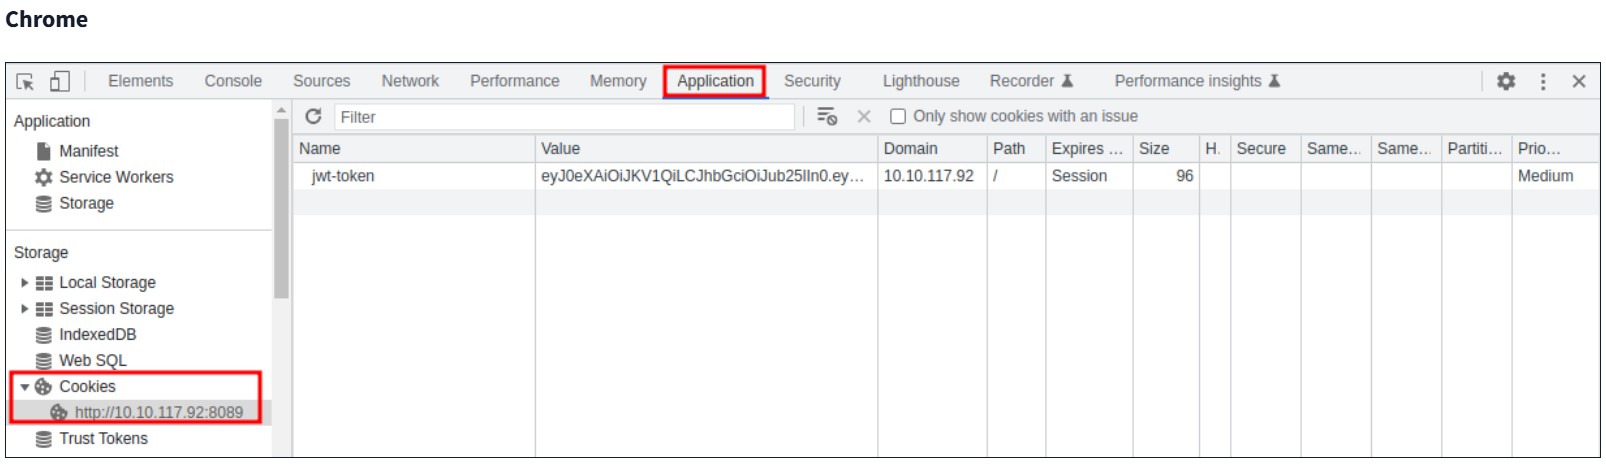 Chrome
Elements Console Sources Network Performance Memory Application Security Lighthouse Recorder Performance insights
Application
Manifest
Service Workers
Storage
Storage
Local Storage
Session Storage
IndexedDB
Web SQL
Cookies
http://10.10.117.92:8089
Trust Tokens
Filter Only show cookies with an issue
Name Value Domain Path Expires ... Size H. Secure Same... Same... Partiti... Prio...
jwt-token eyJ0eXAiOiJKV1QiLCJhbGciOiJub25lIn0.ey... 10.10.117.92 / Session 96 Medium